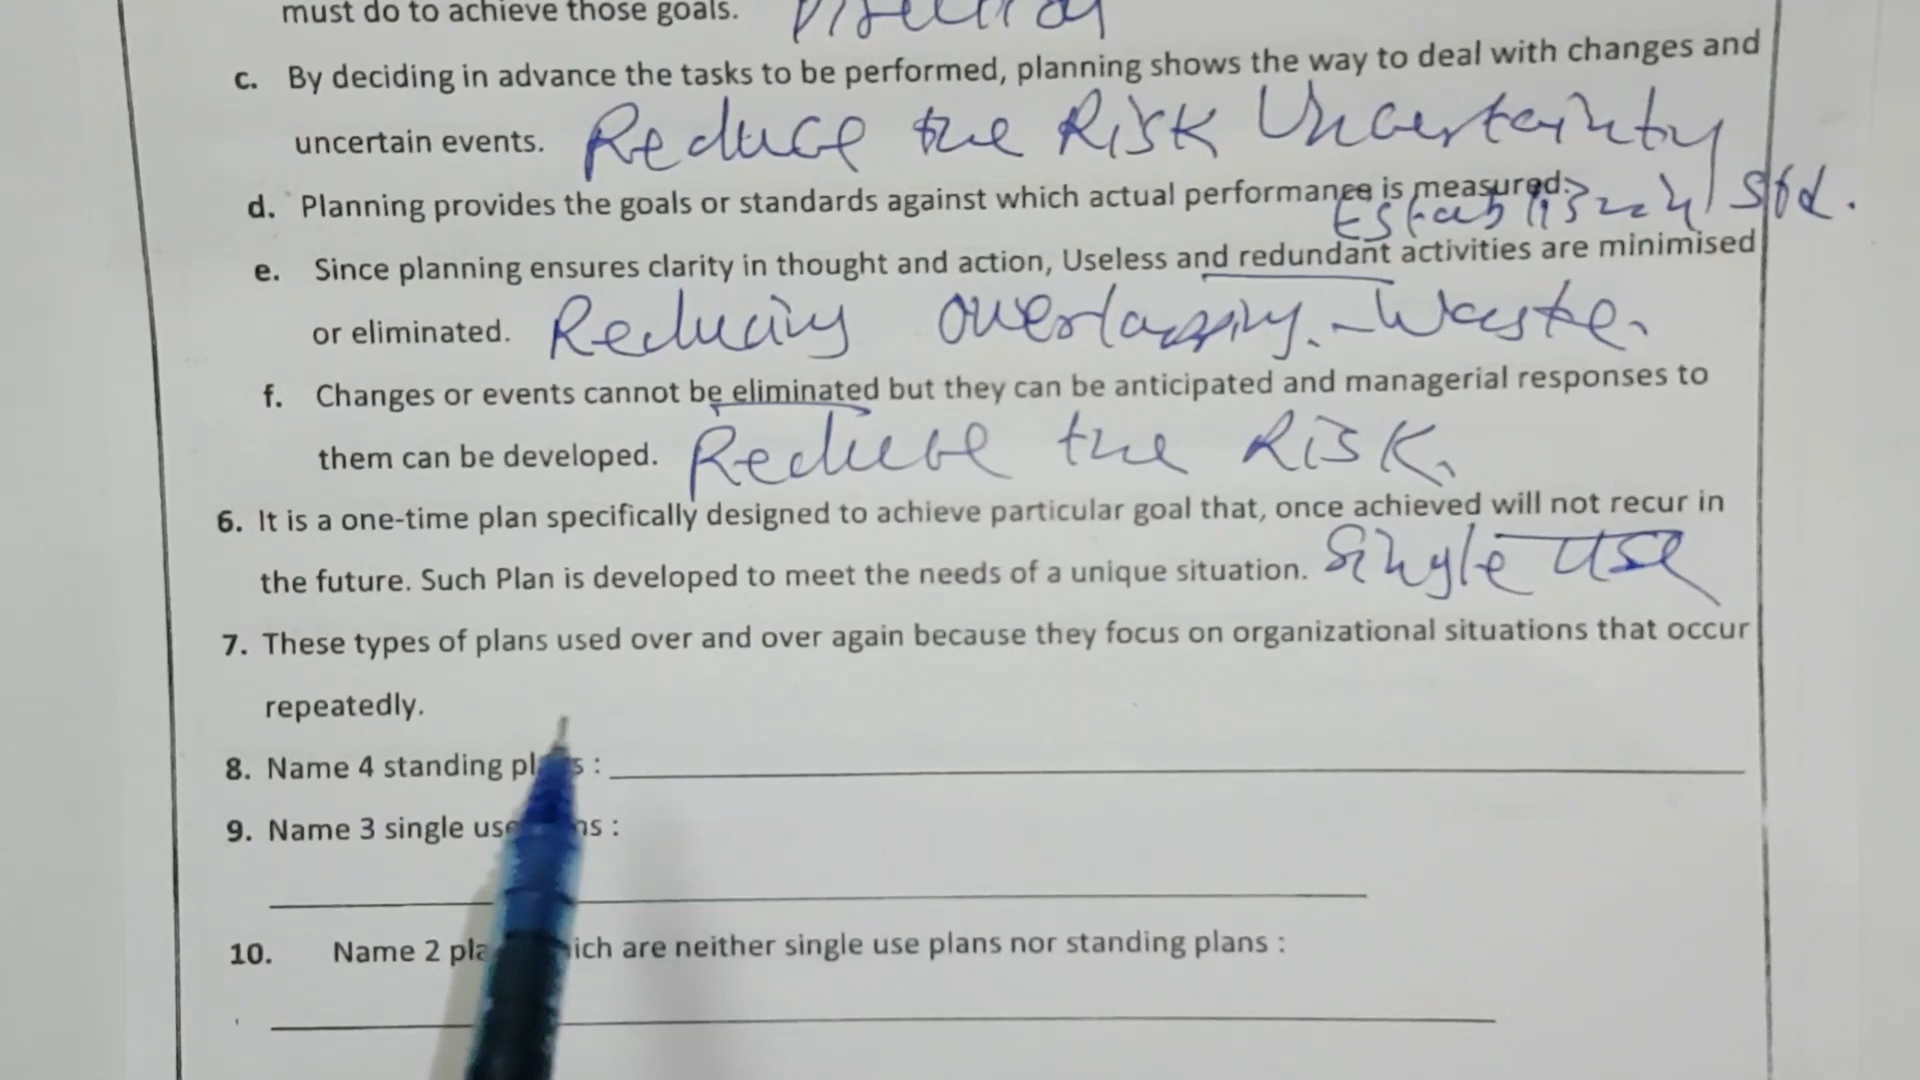 must do to achieve those goals.
c. By deciding in advance the tasks to be performed, planning shows the way to deal with changes and
uncertain events. Reduce the Risk Uncertainty
d. Planning provides the goals or standards against which actual performance is measured. Std.
e. Since planning ensures clarity in thought and action, Useless and redundant activities are minimised
or eliminated. Reducing overlapping. - Waste.
f. Changes or events cannot be eliminated but they can be anticipated and managerial responses to
them can be developed. Reduce the Risk.
6. It is a one-time plan specifically designed to achieve particular goal that, once achieved will not recur in
the future. Such Plan is developed to meet the needs of a unique situation. Single use
7. These types of plans used over and over again because they focus on organizational situations that occur
repeatedly.
8. Name 4 standing :
9. Name 3 single :
10. Name 2 are neither single use plans nor standing plans :